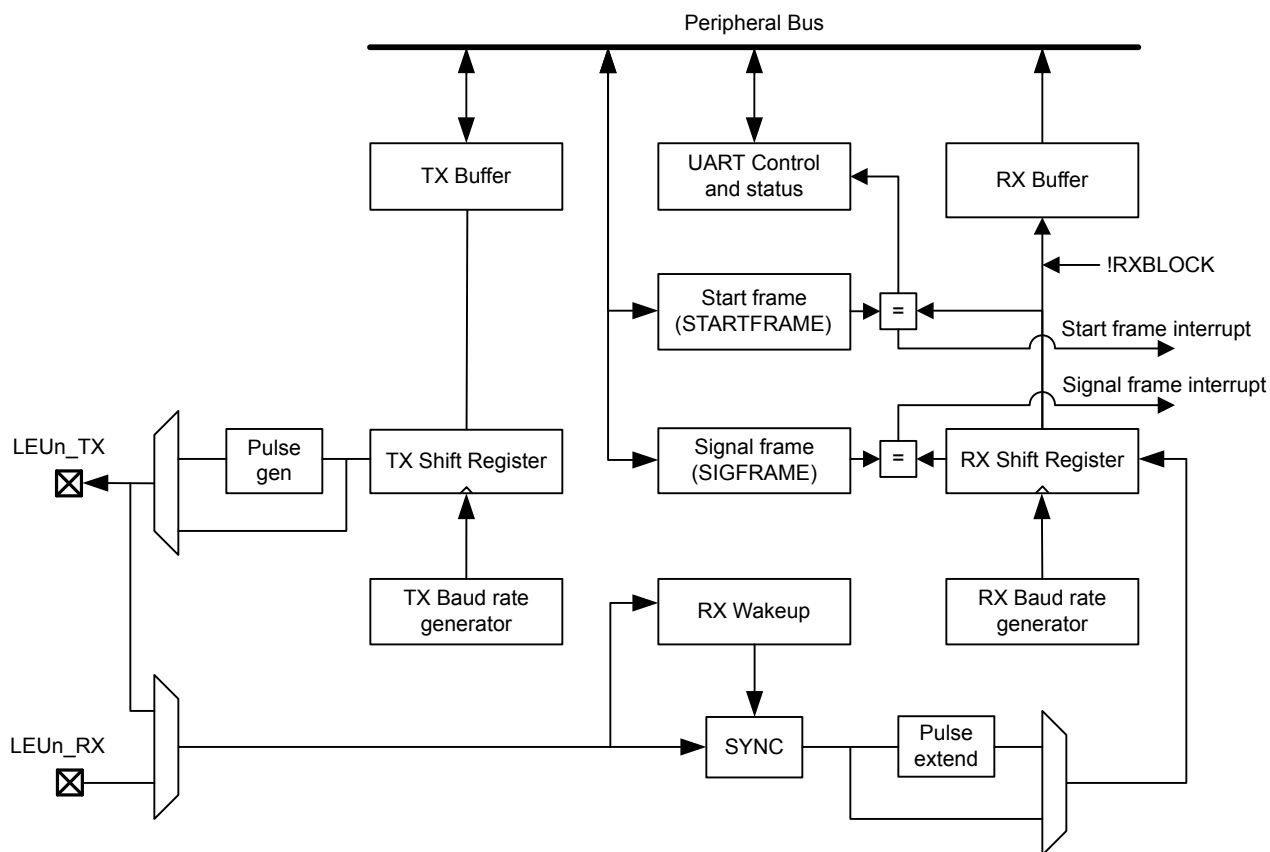 Peripheral Bus
TX Buffer
UART Control
and status
RX Buffer
!RXBLOCK
Start frame
(STARTFRAME)
=
Start frame interrupt
Signal frame interrupt
LEUn_TX
Pulse
gen
TX Shift Register
Signal frame
(SIGFRAME)
=
RX Shift Register
TX Baud rate
generator
RX Wakeup
RX Baud rate
generator
LEUn_RX
SYNC
Pulse
extend